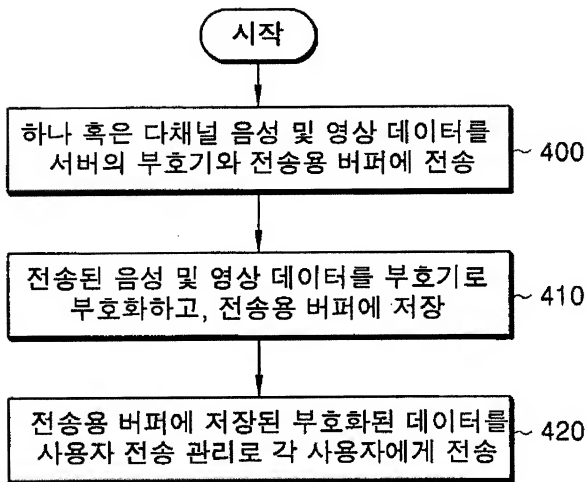 시작
하나 혹은 다채널 음성 및 영상 데이터를
서버의 부호기와 전송용 버퍼에 전송
400
전송된 음성 및 영상 데이터를 부호기로
부호화하고, 전송용 버퍼에 저장
410
전송용 버퍼에 저장된 부호화된 데이터를
사용자 전송 관리로 각 사용자에게 전송
420